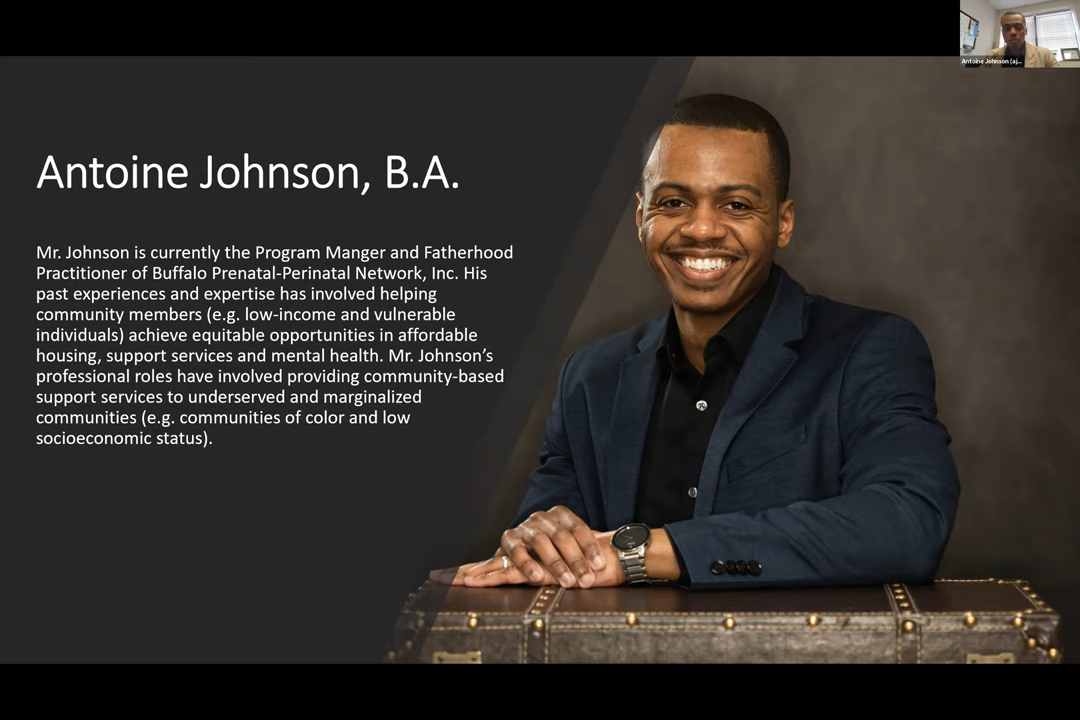 Antoine Johnson (aj...
Antoine Johnson, B.A.
Mr. Johnson is currently the Program Manger and Fatherhood
Practitioner of Buffalo Prenatal-Perinatal Network, Inc. His
past experiences and expertise has involved helping
community members (e.g. low-income and vulnerable
individuals) achieve equitable opportunities in affordable
housing, support services and mental health. Mr. Johnson’s
professional roles have involved providing community-based
support services to underserved and marginalized
communities (e.g. communities of color and low
socioeconomic status).